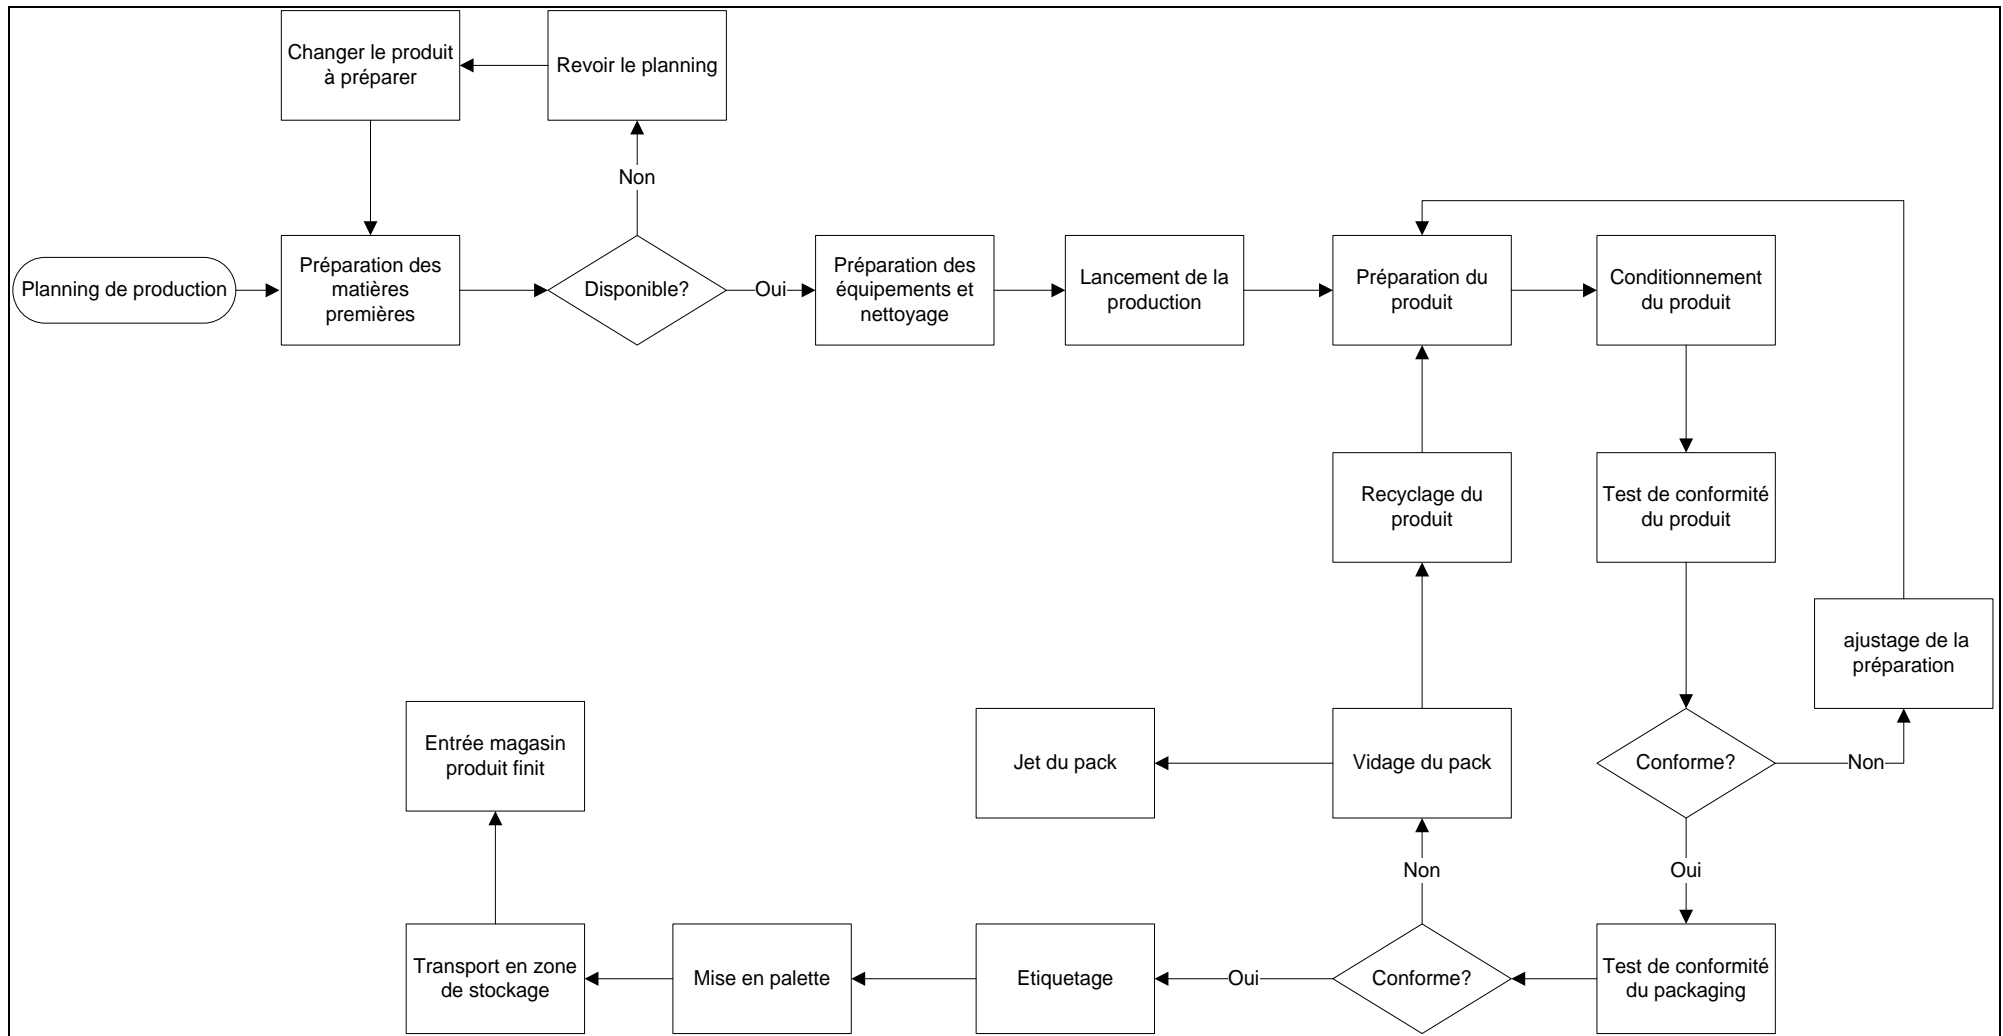 Changer le produit
à préparer
Revoir le planning
Non
Planning de production
Préparation des
matières
premières
Disponible?
Oui
Préparation des
équipements et
nettoyage
Lancement de la
production
Préparation du
produit
Conditionnement
du produit
Recyclage du
produit
Test de conformité
du produit
ajustage de la
préparation
Entrée magasin
produit finit
Jet du pack
Vidage du pack
Conforme?
Non
Non
Oui
Transport en zone
de stockage
Mise en palette
Etiquetage
Oui
Conforme?
Test de conformité
du packaging